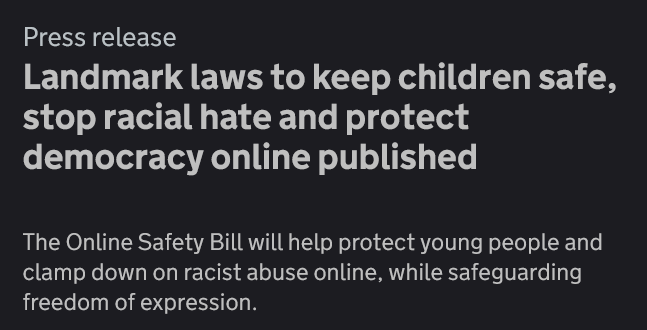 Press release
Landmark laws to keep children safe,
stop racial hate and protect
democracy online published
The Online Safety Bill will help protect young people and
clamp down on racist abuse online, while safeguarding
freedom of expression.